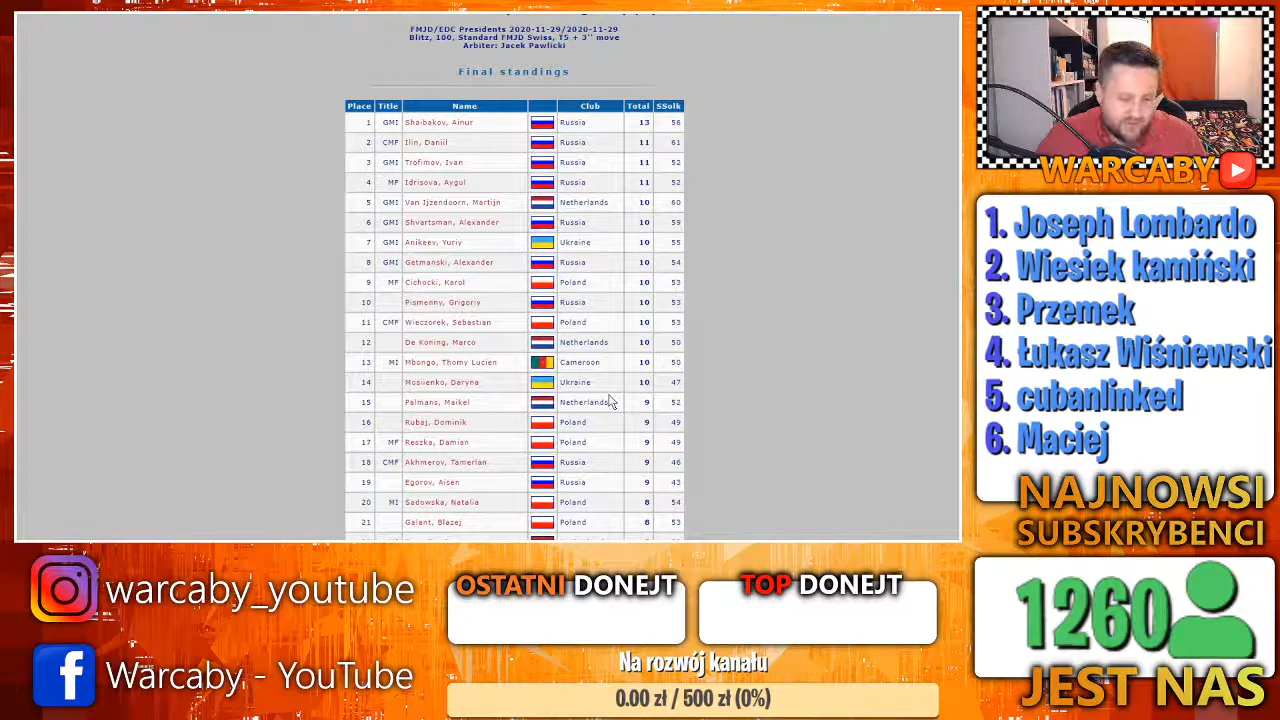 FMJD/EDC Presidents 2020-11-29/2020-11-29
Blitz, 100, Standard FMJD Swiss, T5 + 3'' move
Arbiter: Jacek Pawlicki
Final standings
Place Title Name Club Total SSolk
1 GMI Shaibakov, Ainur Russia 13 56
2 CMF Ilin, Daniil Russia 11 61
3 GMI Trofimov, Ivan Russia 11 52
4 MF Idrisova, Aygul Russia 11 52
5 GMI Van Ijzendoorn, Martijn Netherlands 10 60
6 GMI Shvartsman, Alexander Russia 10 59
7 GMI Anikeev, Yuriy Ukraine 10 55
8 GMI Getmanski, Alexander Russia 10 54
9 MF Cichocki, Karol Poland 10 53
10 Pismenny, Grigoriy Russia 10 53
11 CMF Wieczorek, Sebastian Poland 10 53
12 De Koning, Marco Netherlands 10 50
13 MI Mbongo, Thomy Lucien Cameroon 10 50
14 Mosiienko, Daryna Ukraine 10 47
15 Palmans, Maikel Netherlands 9 52
16 Rubaj, Dominik Poland 9 49
17 MF Reszka, Damian Poland 9 49
18 CMF Akhmerov, Tamerlan Russia 9 46
19 Egorov, Aisen Russia 9 43
20 MI Sadowska, Natalia Poland 8 54
21 Galant, Blazej Poland 8 53
WARCABY
1. Joseph Lombardo
2. Wiesiek kamiński
3. Przemek
4. Łukasz Wiśniewski
5. cubanlinked
6. Maciej
NAJNOWSI
SUBSKRYBENCI
warcaby_youtube
Warcaby - YouTube
OSTATNI DONEJT
TOP DONEJT
Na rozwój kanału
0.00 zł / 500 zł (0%)
1260
JEST NAS